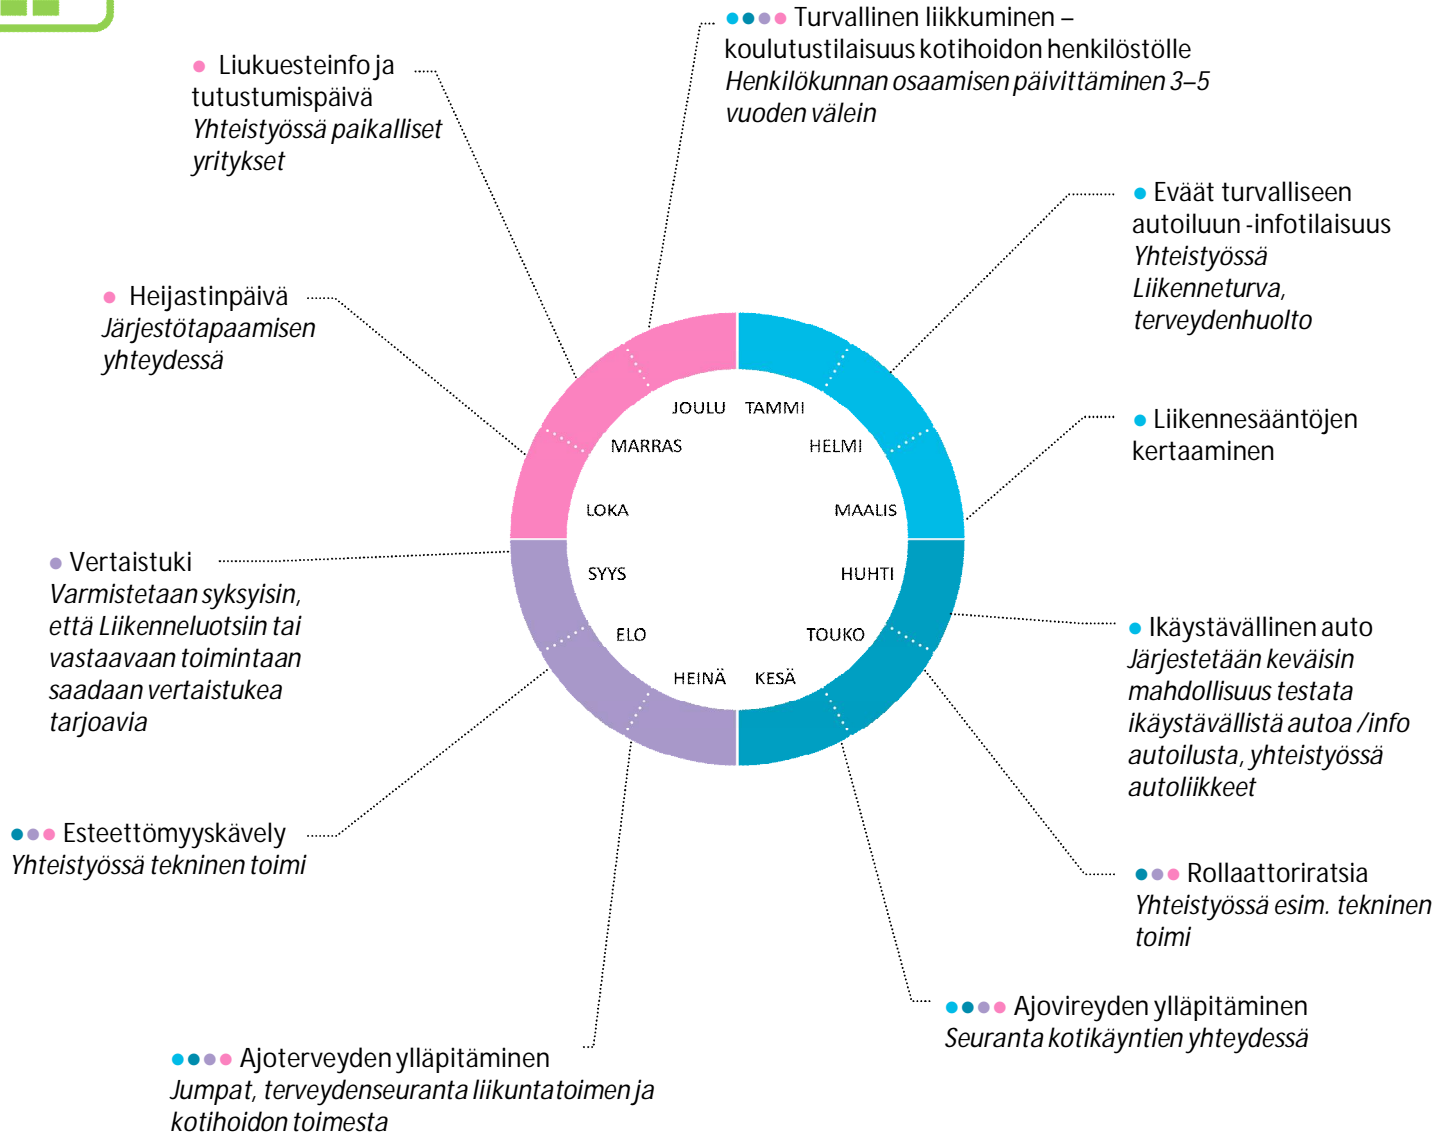 ● ● ● ● Turvallinen liikkuminen –
koulutustilaisuus kotihoidon henkilöstölle
Henkilökunnan osaamisen päivittäminen 3–5
vuoden välein
● Liukuesteinfo ja
tutustumispäivä
Yhteistyössä paikalliset
yritykset
● Eväät turvalliseen
autoiluun -infotilaisuus
Yhteistyössä
Liikenneturva,
terveydenhuolto
● Heijastinpäivä
Järjestötapaamisen
yhteydessä
● Liikennesääntöjen
kertaaminen
JOULU TAMMI
MARRAS HELMI
LOKA MAALIS
SYYS HUHTI
ELO TOUKO
HEINÄ KESÄ
● Vertaistuki
Varmistetaan syksyisin,
että Liikenneluotsiin tai
vastaavaan toimintaan
saadaan vertaistukea
tarjoavia
● Ikäystävällinen auto
Järjestetään keväisin
mahdollisuus testata
ikäystävällistä autoa /info
autoilusta, yhteistyössä
autoliikkeet
● ● ● Esteettömyyskävely
Yhteistyössä tekninen toimi
● ● ● Rollaattoriratsia
Yhteistyössä esim. tekninen
toimi
● ● ● ● Ajovireyden ylläpitäminen
Seuranta kotikäyntien yhteydessä
● ● ● ● Ajoterveyden ylläpitäminen
Jumpat, terveydenseuranta liikuntatoimen ja
kotihoidon toimesta